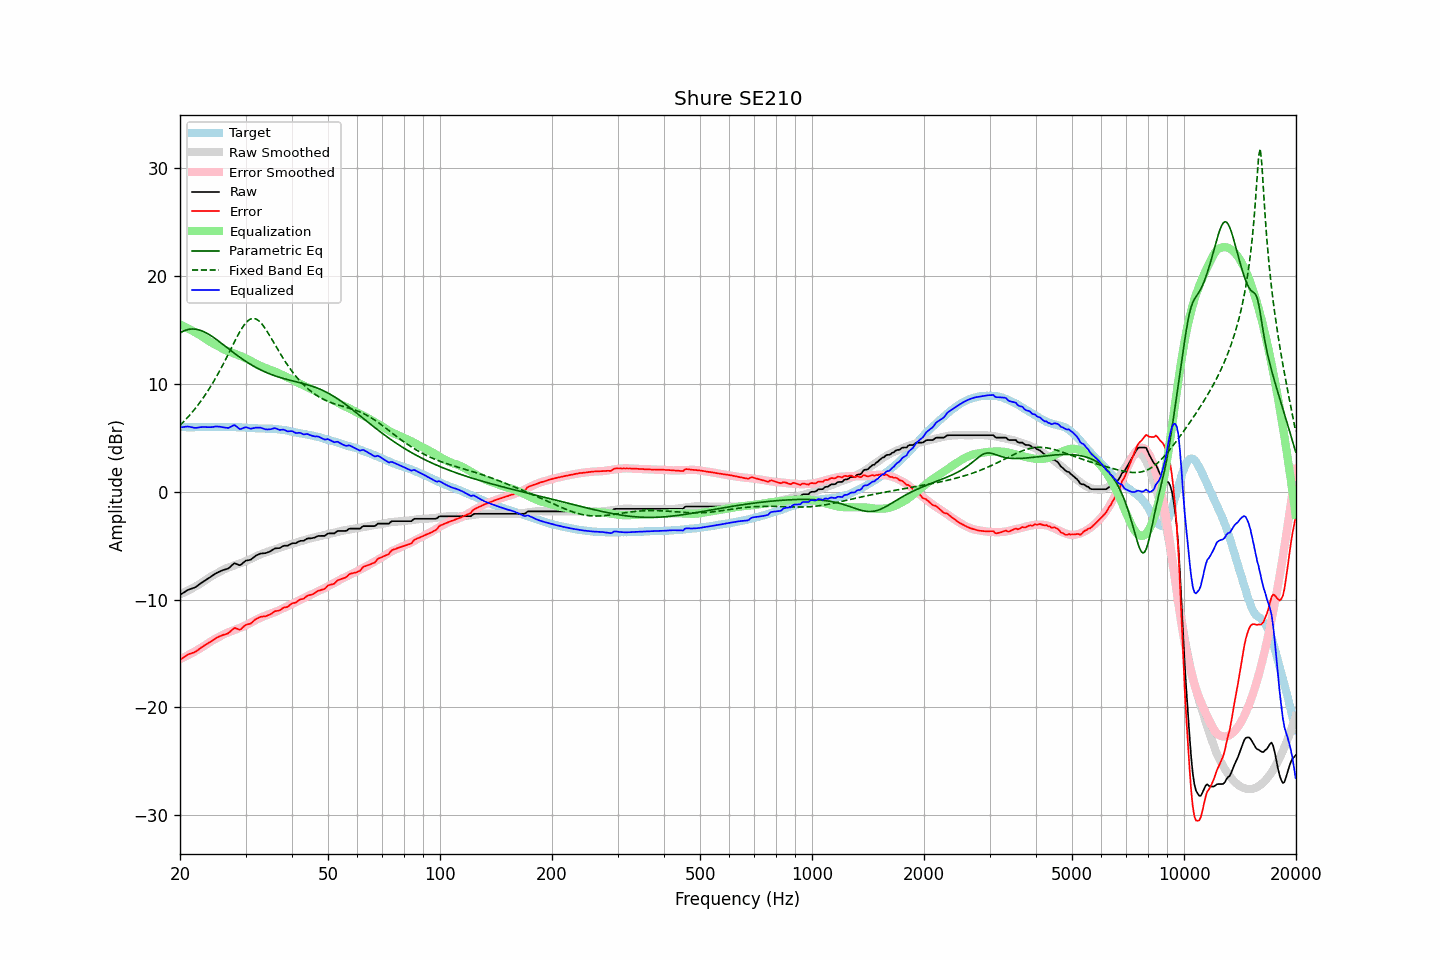 Shure SE210
Target
Raw Smoothed
Error Smoothed
Raw
Error
Equalization
Parametric Eq
Fixed Band Eq
Equalized
30
20
10
0
−10
−20
−30
Amplitude (dBr)
20
50
100
200
500
1000
2000
5000
10000
20000
Frequency (Hz)